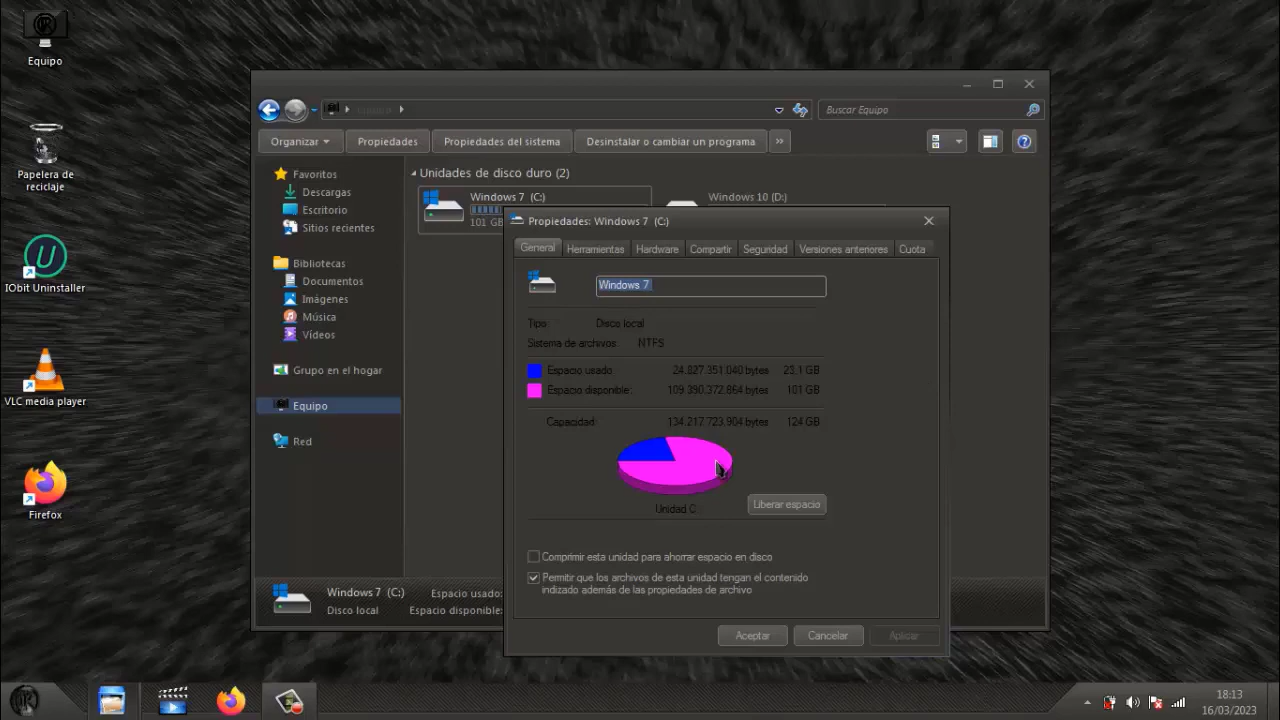 Equipo
Papelera de
reciclaje
IObit Uninstaller
VLC media player
Firefox
Buscar Equipo
Organizar
Propiedades
Propiedades del sistema
Desinstalar o cambiar un programa
»
Favoritos
Descargas
Escritorio
Sitios recientes
Bibliotecas
Documentos
Imágenes
Música
Vídeos
Grupo en el hogar
Equipo
Red
Unidades de disco duro (2)
Windows 7 (C:)
101 GB
Windows 10 (D:)
Propiedades: Windows 7 (C:)
General
Herramientas
Hardware
Compartir
Seguridad
Versiones anteriores
Cuota
Windows 7
Tipo: Disco local
Sistema de archivos: NTFS
Espacio usado: 24.827.351.040 bytes 23,1 GB
Espacio disponible: 109.390.372.864 bytes 101 GB
Capacidad: 134.217.723.904 bytes 124 GB
Unidad C:
Liberar espacio
Comprimir esta unidad para ahorrar espacio en disco
Permitir que los archivos de esta unidad tengan el contenido
indizado además de las propiedades de archivo
Aceptar
Cancelar
Aplicar
Windows 7 (C:)
Espacio usado:
Disco local
Espacio disponible:
18:13
16/03/2023